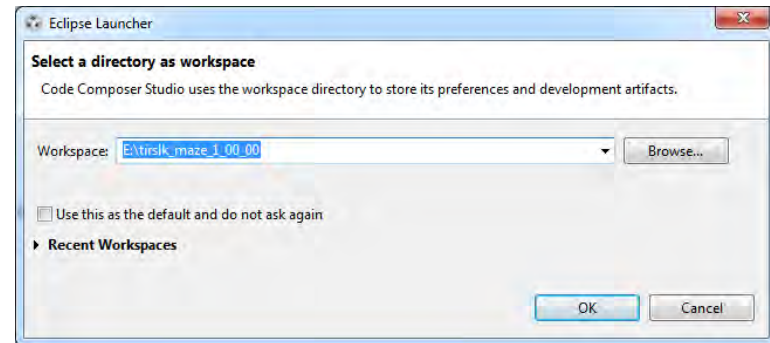 Eclipse Launcher
Select a directory as workspace
Code Composer Studio uses the workspace directory to store its preferences and development artifacts.
Workspace: E:\tirslk_maze_1_00_00 Browse...
Use this as the default and do not ask again
Recent Workspaces
OK Cancel